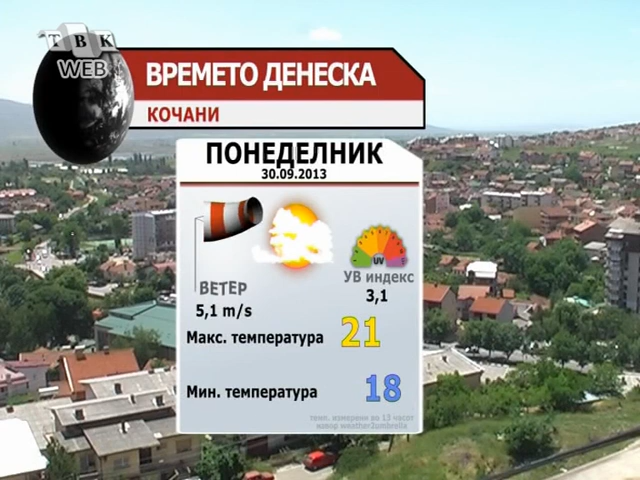 ТВК
WEB
ВРЕМЕТО ДЕНЕСКА
КОЧАНИ
ПОНЕДЕЛНИК
30.09.2013
UV
ВЕТЕР
УВ индекс
5,1 m/s
3,1
Макс. температура 21
Мин. температура 18
темп. измерени во 13 часот
извор weather2umbrella